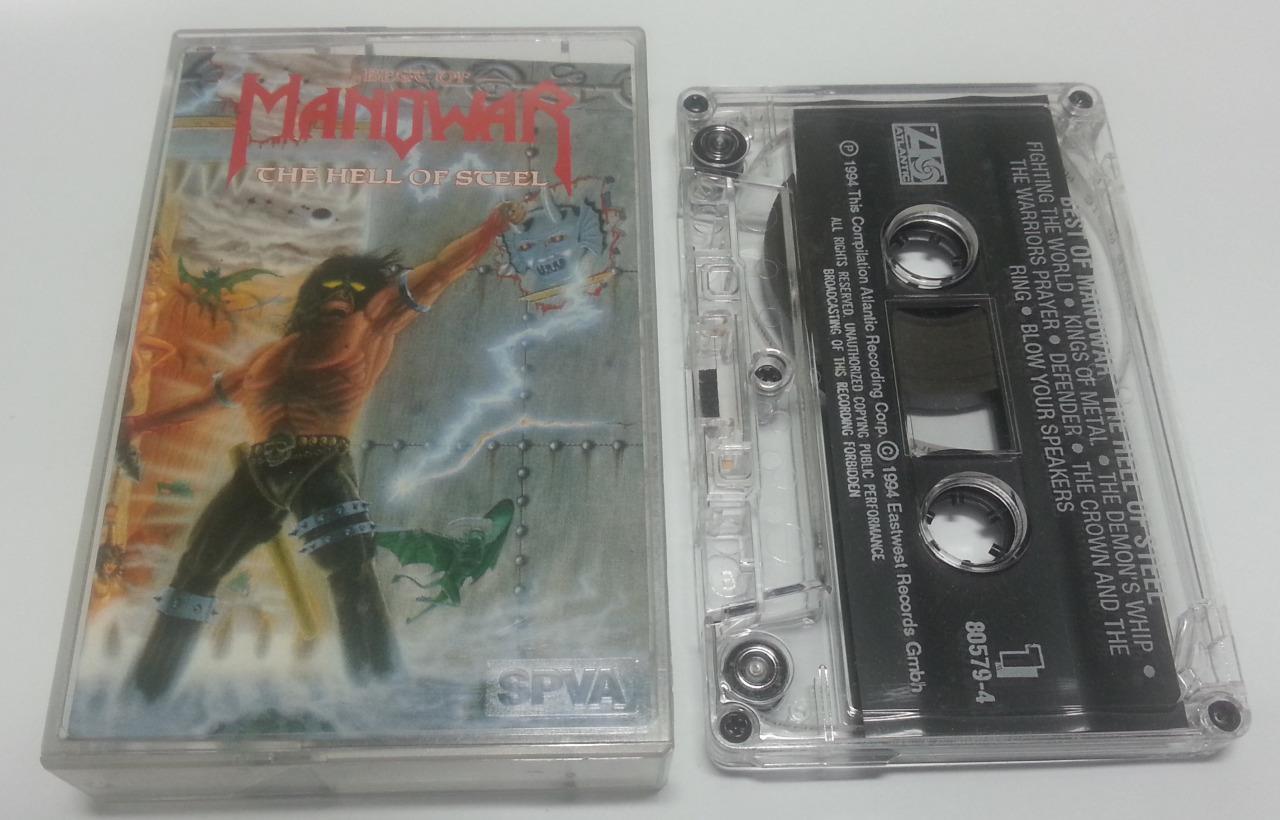 BEST OF
MANOWAR
THE HELL OF STEEL
SPVA
BEST OF MANOWAR THE HELL OF STEEL
FIGHTING THE WORLD • KINGS OF METAL • THE DEMON'S WHIP •
THE WARRIORS PRAYER • DEFENDER • THE CROWN AND THE
RING • BLOW YOUR SPEAKERS
ATLANTIC
1
80579-4
℗ 1994 This Compilation Atlantic Recording Corp. © 1994 Eastwest Records Gmbh
ALL RIGHTS RESERVED. UNAUTHORIZED COPYING PUBLIC PERFORMANCE
BROADCASTING OF THIS RECORDING FORBIDDEN